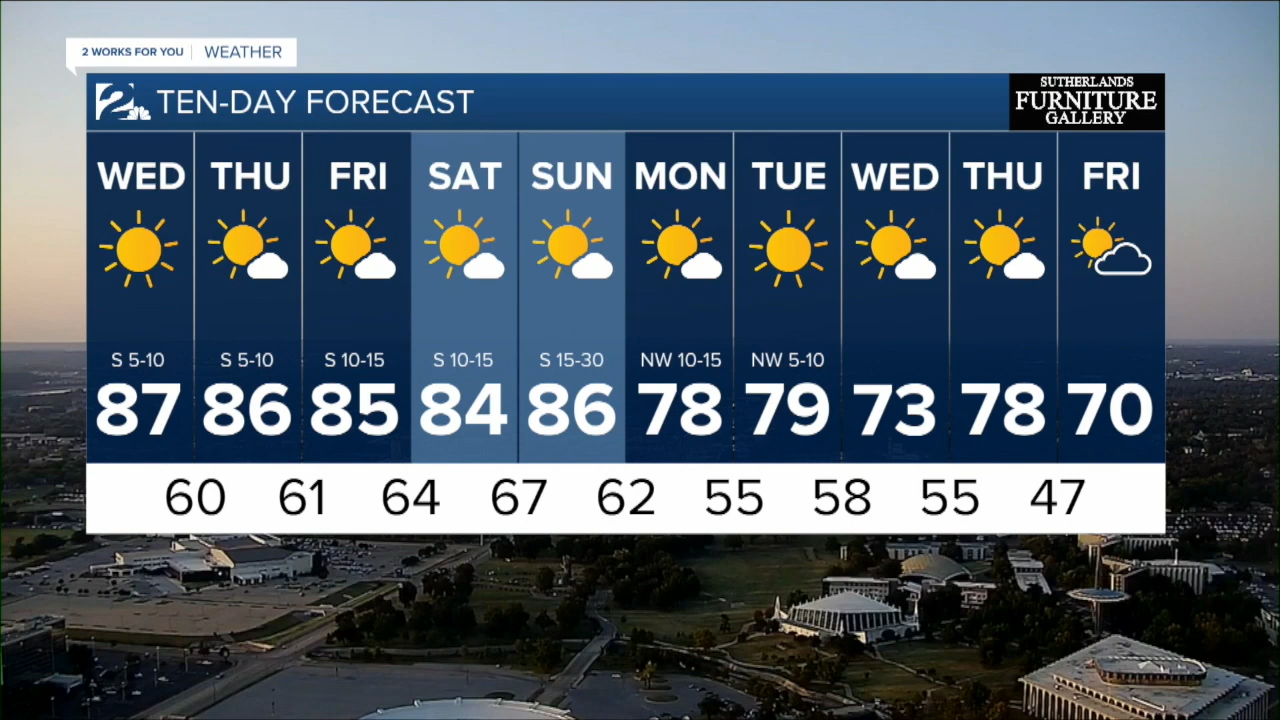 2 WORKS FOR YOU | WEATHER
2 TEN-DAY FORECAST
SUTHERLANDS
FURNITURE
GALLERY
WED THU FRI SAT SUN MON TUE WED THU FRI
S 5-10 S 5-10 S 10-15 S 10-15 S 15-30 NW 10-15 NW 5-10
87 86 85 84 86 78 79 73 78 70
60 61 64 67 62 55 58 55 47